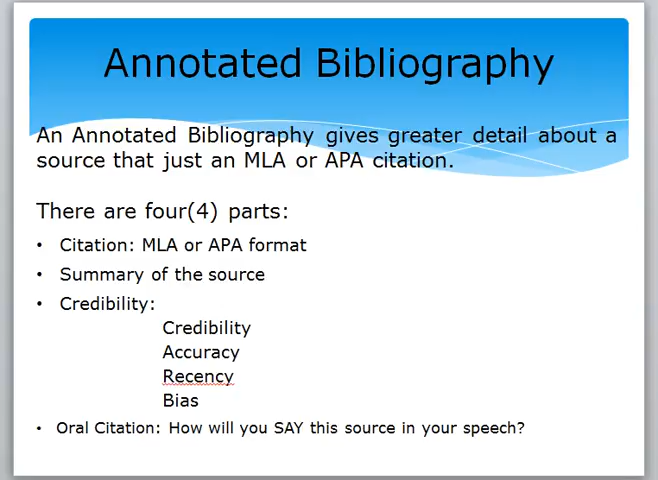 Annotated Bibliography
An Annotated Bibliography gives greater detail about a
source that just an MLA or APA citation.
There are four(4) parts:
• Citation: MLA or APA format
• Summary of the source
• Credibility:
Credibility
Accuracy
Recency
Bias
• Oral Citation: How will you SAY this source in your speech?